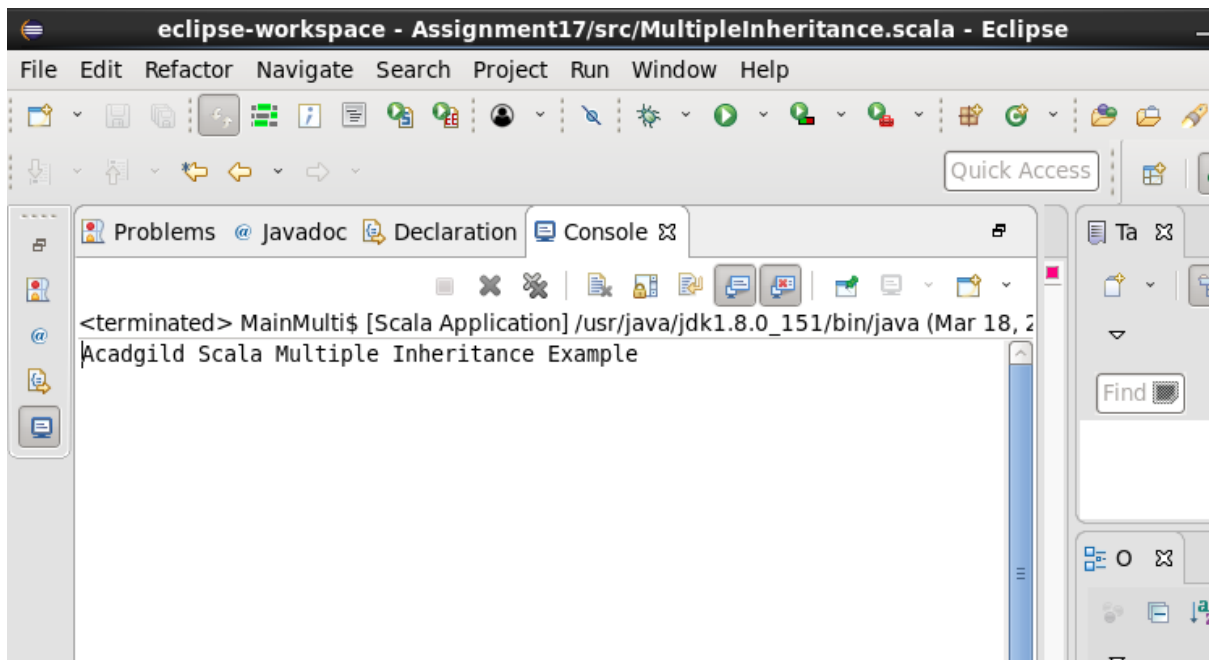 eclipse-workspace - Assignment17/src/MultipleInheritance.scala - Eclipse
File Edit Refactor Navigate Search Project Run Window Help
Quick Access
Problems @ Javadoc Declaration Console Ta
<terminated> MainMulti$ [Scala Application] /usr/java/jdk1.8.0_151/bin/java (Mar 18, 2
Acadgild Scala Multiple Inheritance Example
@
Find
O